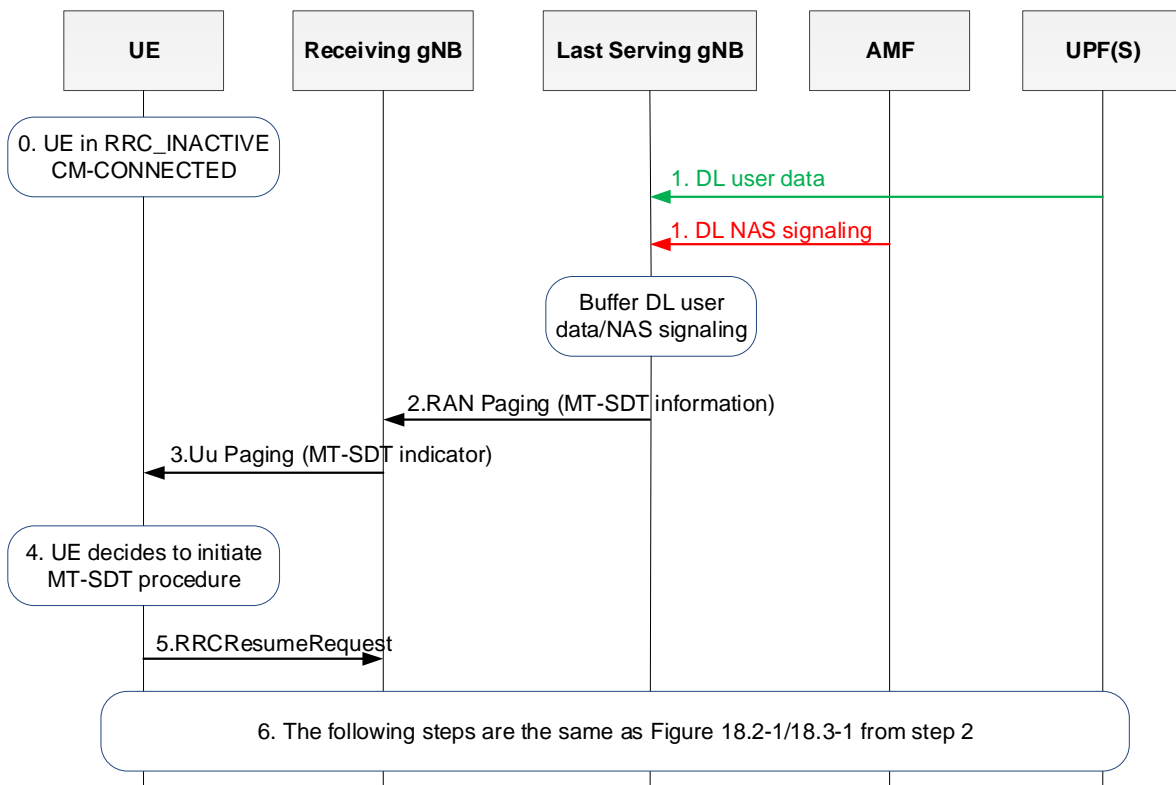 UE
Receiving gNB
Last Serving gNB
AMF
UPF(S)
0. UE in RRC_INACTIVE
CM-CONNECTED
1. DL user data
1. DL NAS signaling
Buffer DL user
data/NAS signaling
2.RAN Paging (MT-SDT information)
3.Uu Paging (MT-SDT indicator)
4. UE decides to initiate
MT-SDT procedure
5.RRCResumeRequest
6. The following steps are the same as Figure 18.2-1/18.3-1 from step 2